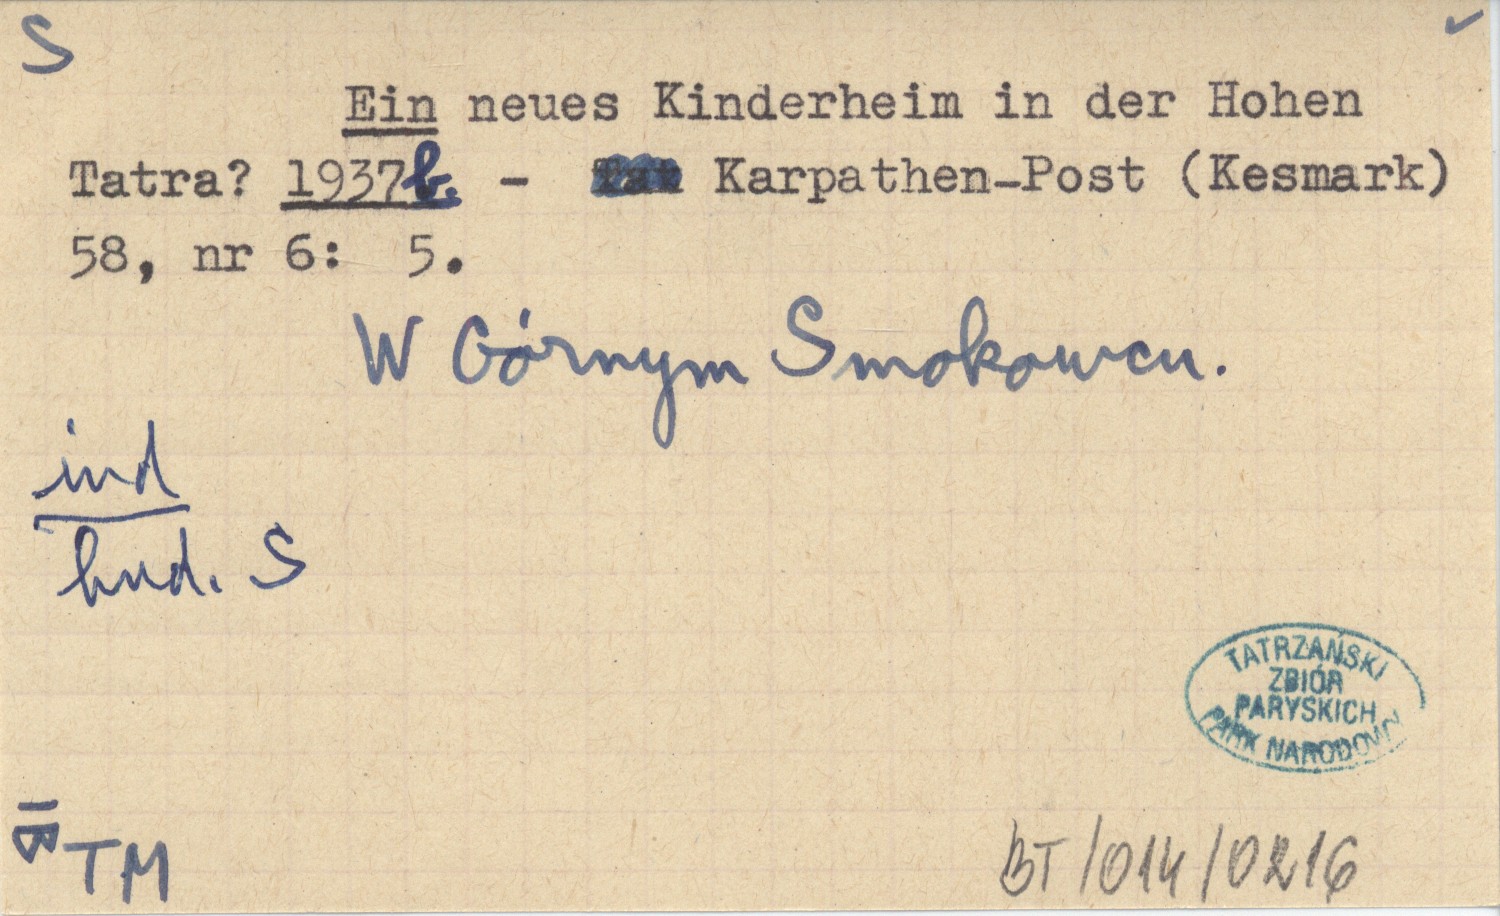 S
Ein neues Kinderheim in der Hohen
Tatra? 1937b. - Karpathen-Post (Kesmark)
58, nr 6: 5.
W Górnym Smokowcu.
ind
bud. S
TATRZAŃSKI
ZBIÓR
PARYSKICH
PARK NARODOWY
TM
BT/014/0216